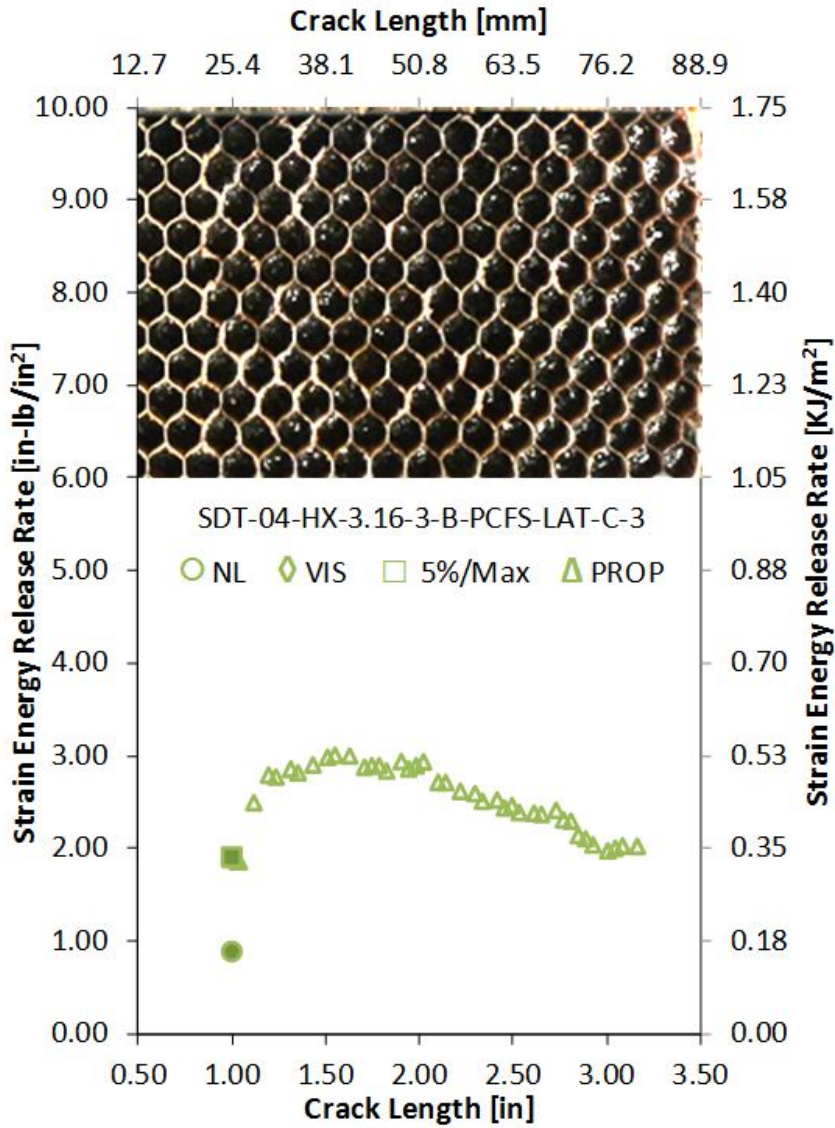 Crack Length [mm]
12.7 25.4 38.1 50.8 63.5 76.2 88.9
Strain Energy Release Rate [in-lb/in²]
10.00
9.00
8.00
7.00
6.00
5.00
4.00
3.00
2.00
1.00
0.00
SDT-04-HX-3.16-3-B-PCFS-LAT-C-3
NL VIS 5%/Max PROP
1.75
1.58
1.40
1.23
1.05
0.88
0.70
0.53
0.35
0.18
0.00
Strain Energy Release Rate [KJ/m²]
0.50 1.00 1.50 2.00 2.50 3.00 3.50
Crack Length [in]